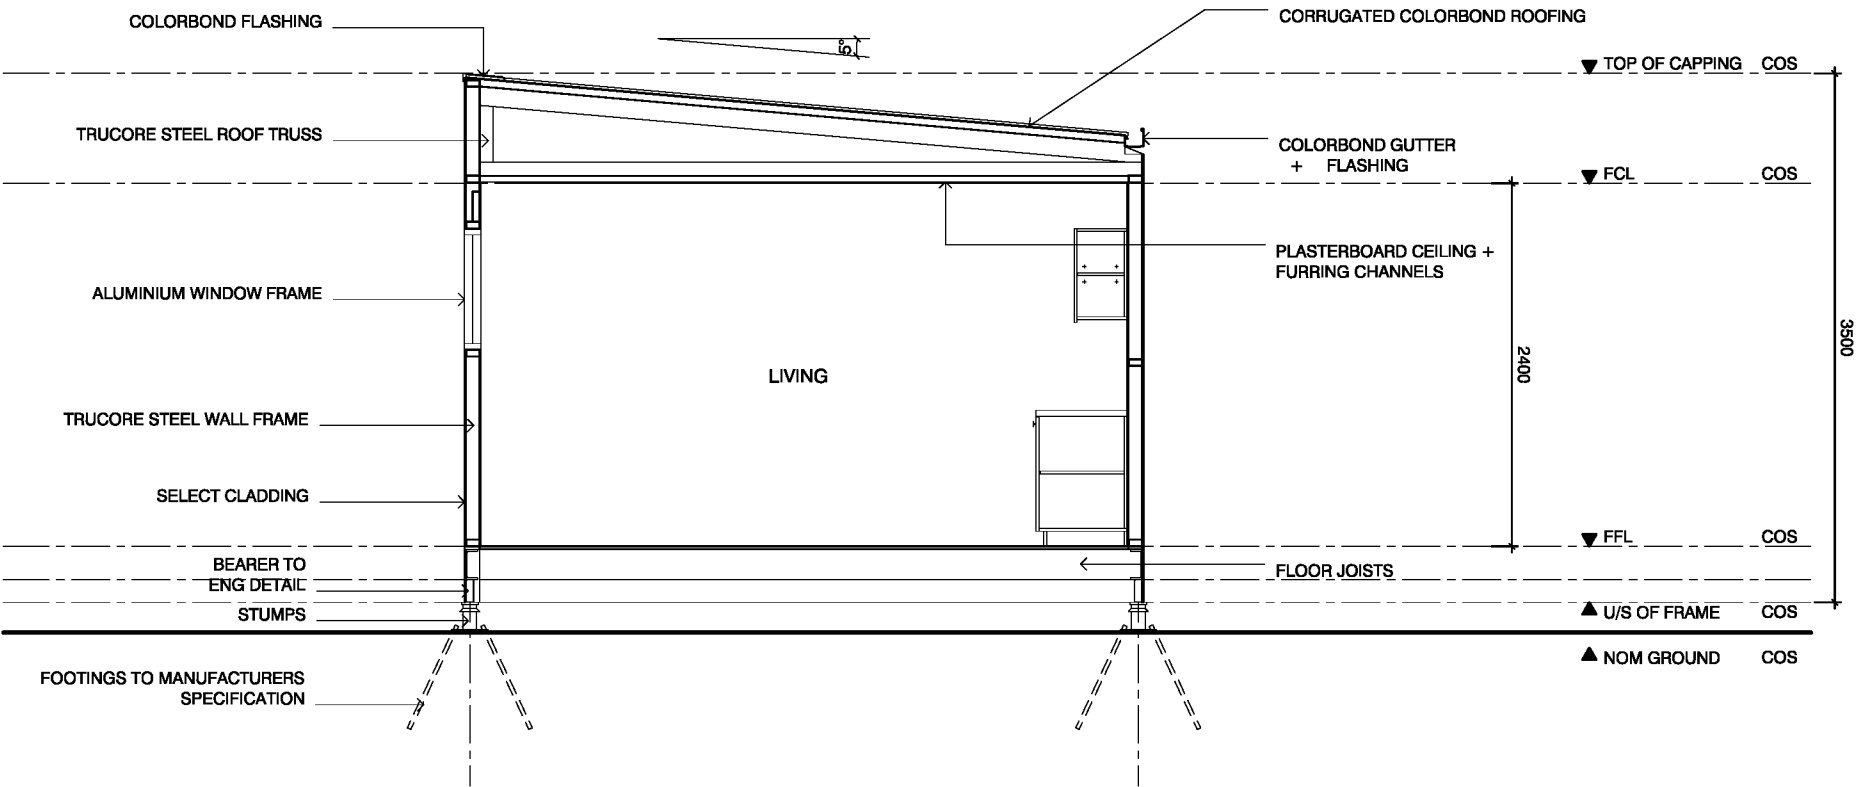 COLORBOND FLASHING
5°
CORRUGATED COLORBOND ROOFING
TOP OF CAPPING COS
TRUCORE STEEL ROOF TRUSS
COLORBOND GUTTER
+ FLASHING
FCL COS
PLASTERBOARD CEILING +
FURRING CHANNELS
ALUMINIUM WINDOW FRAME
3500
2400
LIVING
TRUCORE STEEL WALL FRAME
SELECT CLADDING
FFL COS
BEARER TO
ENG DETAIL
FLOOR JOISTS
STUMPS
U/S OF FRAME COS
NOM GROUND COS
FOOTINGS TO MANUFACTURERS
SPECIFICATION